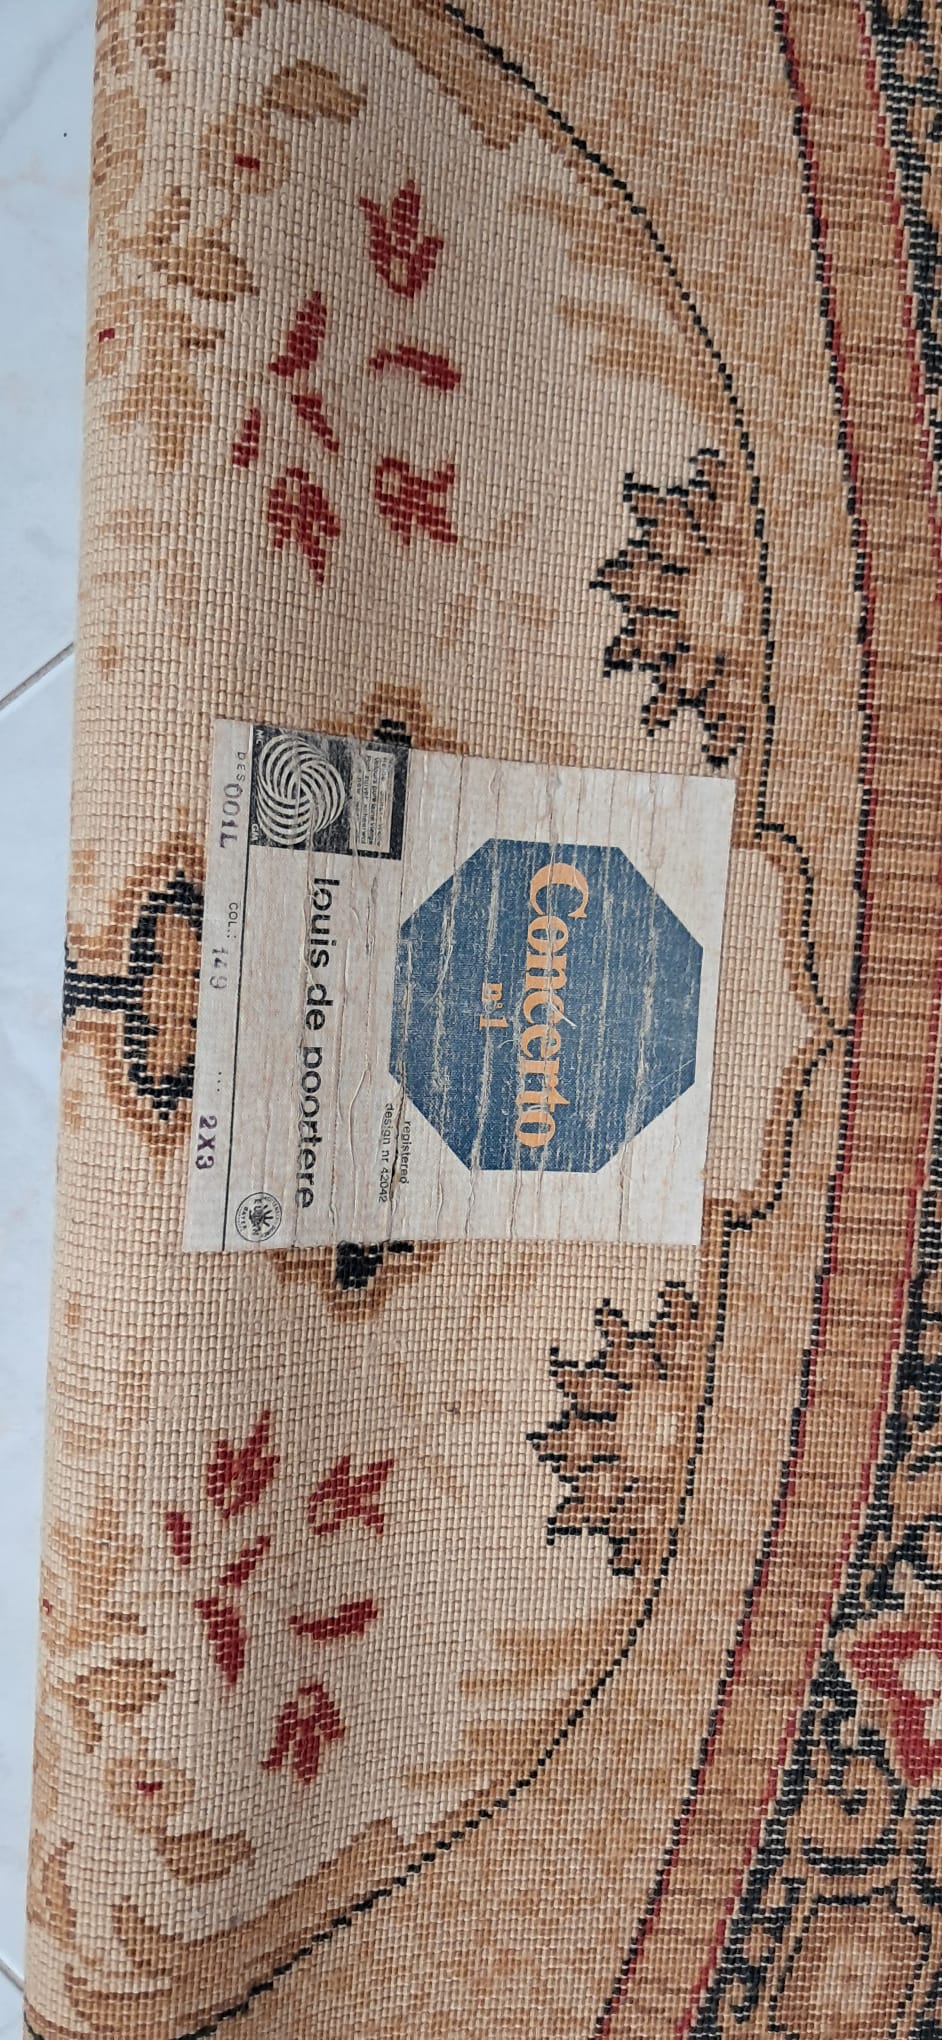 Concerto
n°1
registered
design nr 42042
louis de poortere
DES 001L COL. 149 2X3